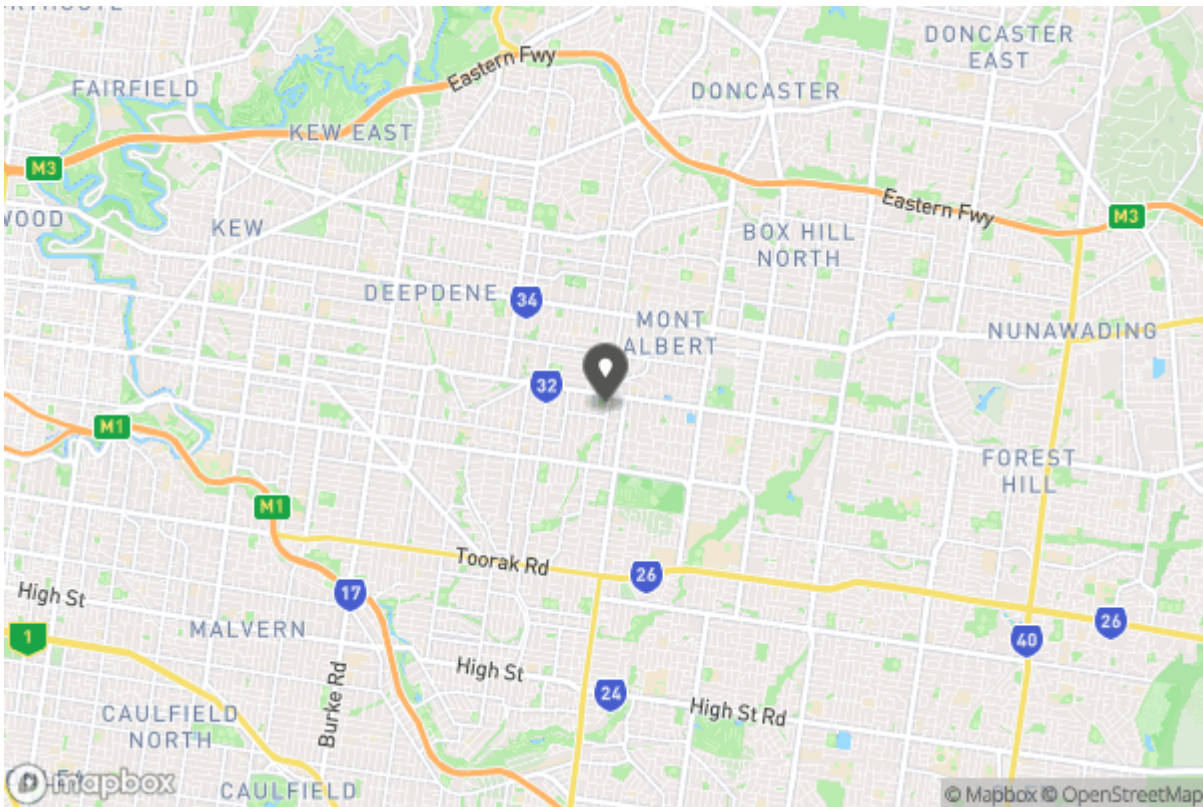 DONCASTER
EAST
FAIRFIELD
Eastern Fwy
DONCASTER
KEW EAST
M3
Eastern Fwy
M3
WOOD
KEW
BOX HILL
NORTH
DEEPDENE
34
MONT
ALBERT
NUNAWADING
32
M1
FOREST
HILL
M1
Toorak Rd
26
17
High St
26
MALVERN
1
40
High St
24
Burke Rd
High St Rd
CAULFIELD
NORTH
mapbox
CAULFIELD
© Mapbox © OpenStreetMap